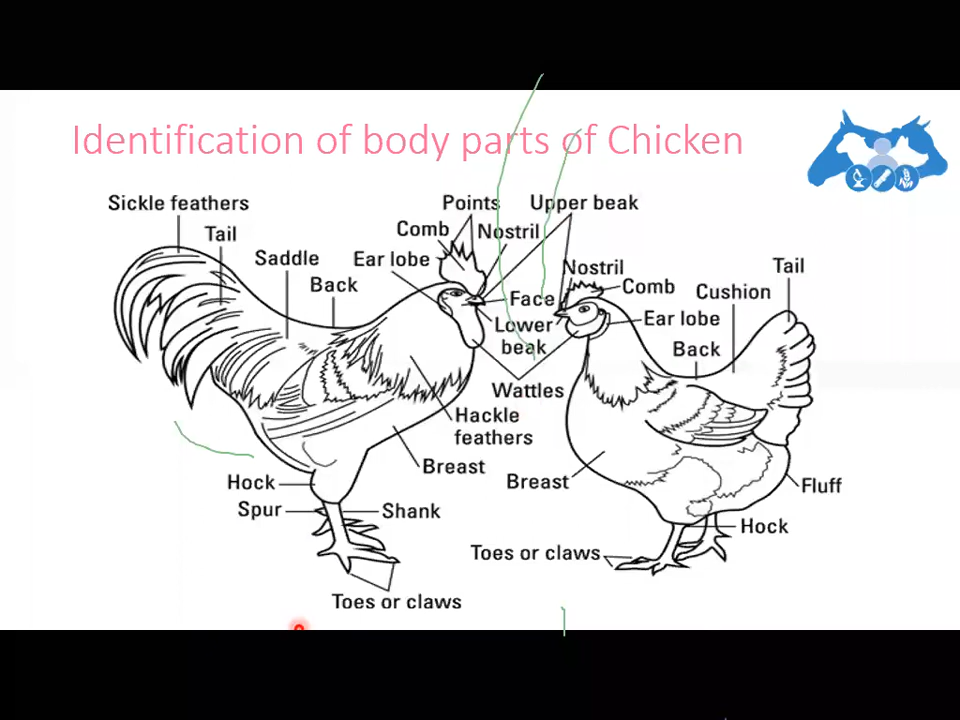 Identification of body parts of Chicken
Sickle feathers
Tail
Saddle
Back
Ear lobe
Comb
Points
Nostril
Upper beak
Face
Lower
beak
Wattles
Hackle
feathers
Breast
Hock
Spur
Shank
Toes or claws
Nostril
Comb
Ear lobe
Cushion
Tail
Back
Breast
Fluff
Hock
Toes or claws